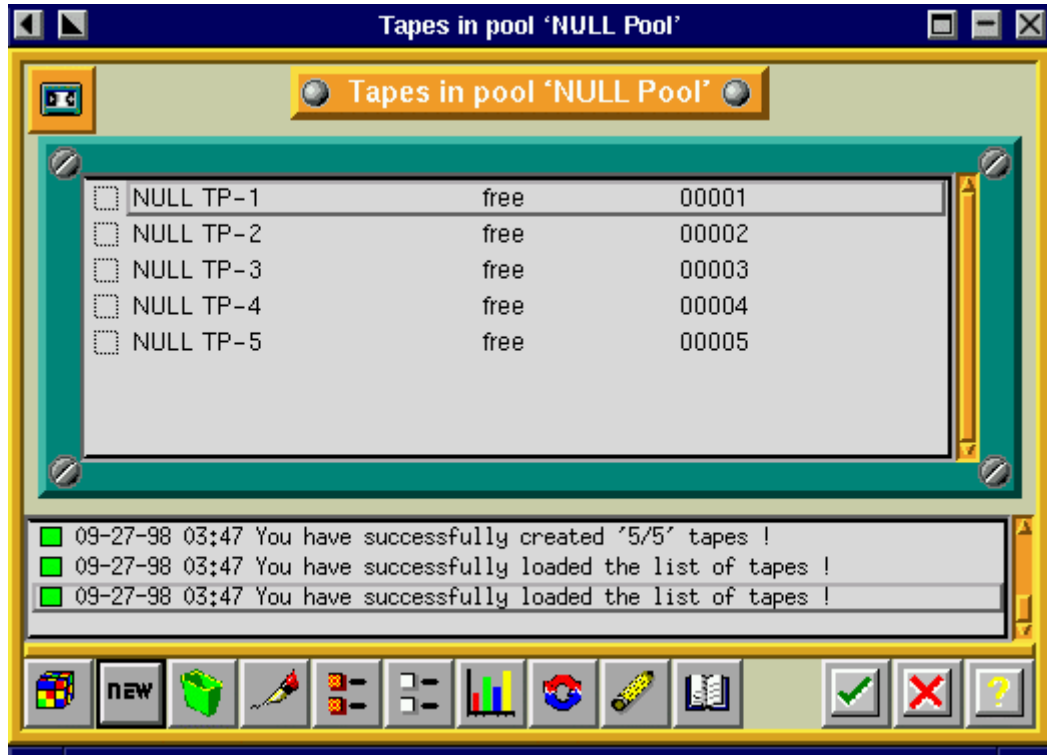 Tapes in pool ‘NULL Pool’
Tapes in pool ‘NULL Pool’
NULL TP-1 free 00001
NULL TP-2 free 00002
NULL TP-3 free 00003
NULL TP-4 free 00004
NULL TP-5 free 00005
09-27-98 03:47 You have successfully created '5/5' tapes !
09-27-98 03:47 You have successfully loaded the list of tapes !
09-27-98 03:47 You have successfully loaded the list of tapes !
NEW ?